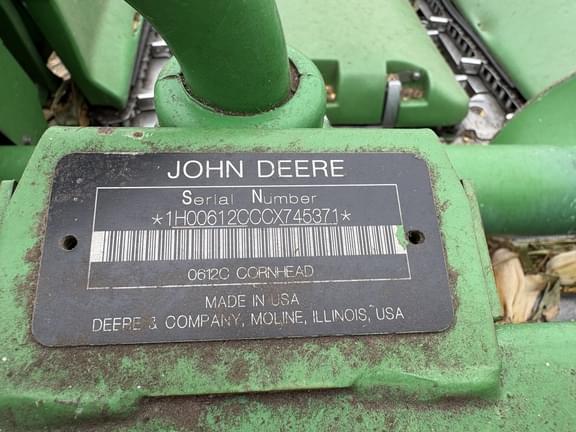 JOHN DEERE
Serial Number
*1H00612CCCX745371*
0612C CORNHEAD
MADE IN USA
DEERE & COMPANY, MOLINE, ILLINOIS, USA